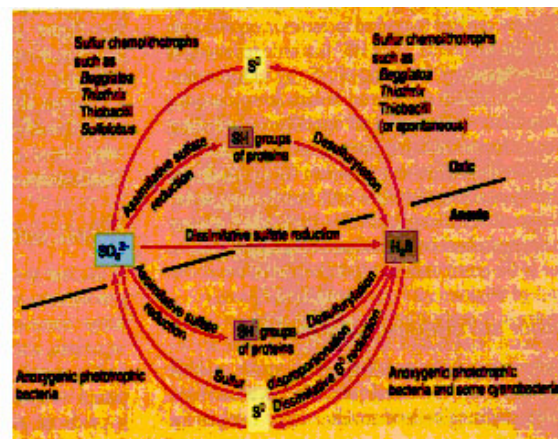 Sulfur chemolithotrophs
such as
Beggiatoa
Thiothrix
Thiobacilli
Sulfolobus
S⁰
Sulfur chemolithotrophs
such as
Beggiatoa
Thiothrix
Thiobacilli
(or spontaneous)
Assimilative sulfate
reduction
SH groups
of proteins
Desulfurylation
Oxic
Anoxic
SO₄²⁻
Dissimilative sulfate reduction
H₂S
Assimilative sulfate
reduction
SH groups
of proteins
Desulfurylation
Sulfur disproportionation
Dissimilative S⁰ reduction
Anoxygenic phototrophic
bacteria
S⁰
Anoxygenic phototrophic
bacteria and some cyanobacteria